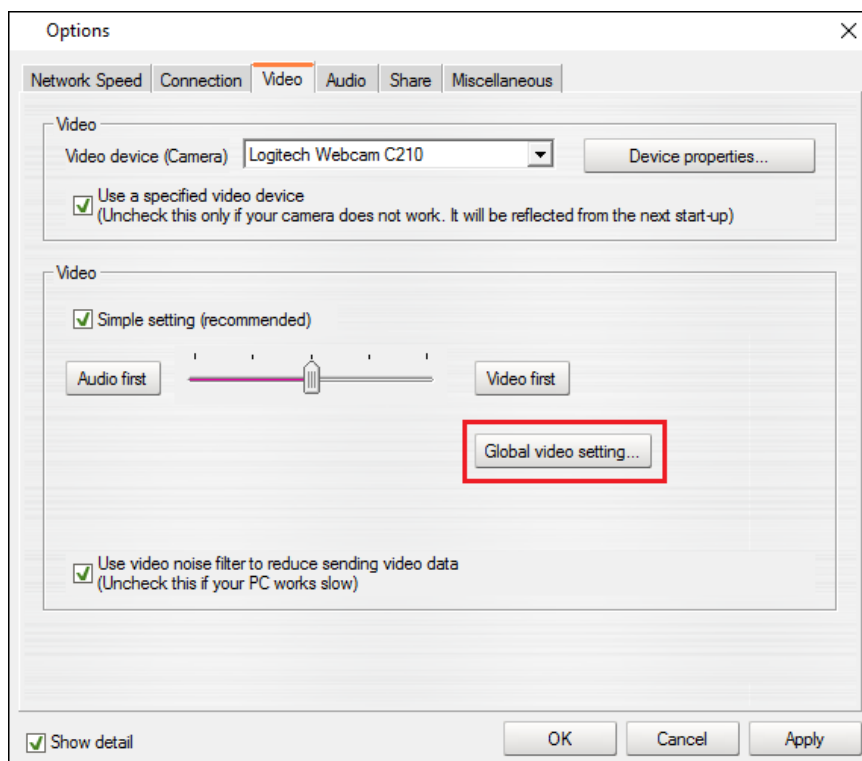 Options
Network Speed Connection Video Audio Share Miscellaneous
Video
Video device (Camera) Logitech Webcam C210 Device properties...
Use a specified video device
(Uncheck this only if your camera does not work. It will be reflected from the next start-up)
Video
Simple setting (recommended)
Audio first Video first
Global video setting...
Use video noise filter to reduce sending video data
(Uncheck this if your PC works slow)
Show detail OK Cancel Apply